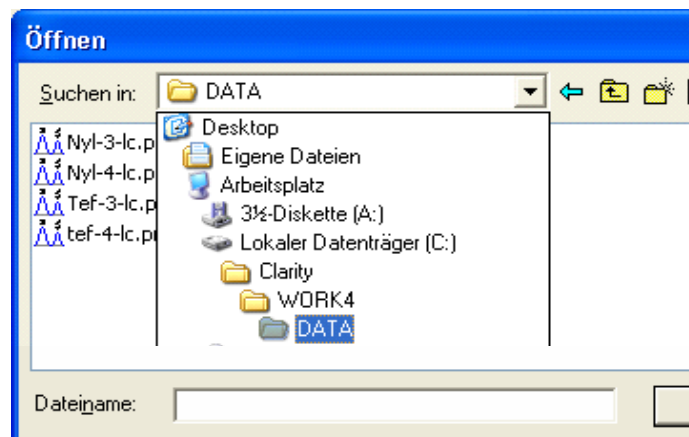 Öffnen
Suchen in: DATA
Desktop
Eigene Dateien
Arbeitsplatz
3½-Diskette (A:)
Lokaler Datenträger (C:)
Clarity
WORK4
DATA
Nyl-3-lc.p
Nyl-4-lc.p
Tef-3-lc.p
tef-4-lc.p
Dateiname: